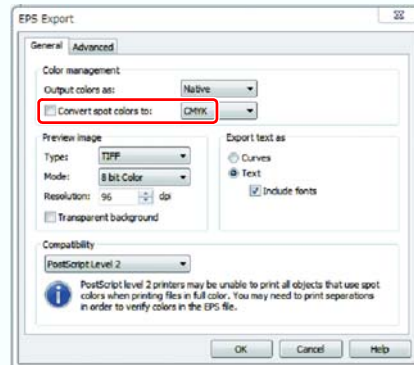 EPS Export
General Advanced
Color management
Output colors as: Native
Convert spot colors to: CMYK
Preview image
Type: TIFF
Mode: 8 bit Color
Resolution: 96 dpi
Transparent background
Export text as
Curves
Text
Include fonts
Compatibility
PostScript Level 2
PostScript level 2 printers may be unable to print all objects that use spot
colors when printing files in full color. You may need to print separations
in order to verify colors in the EPS file.
OK Cancel Help